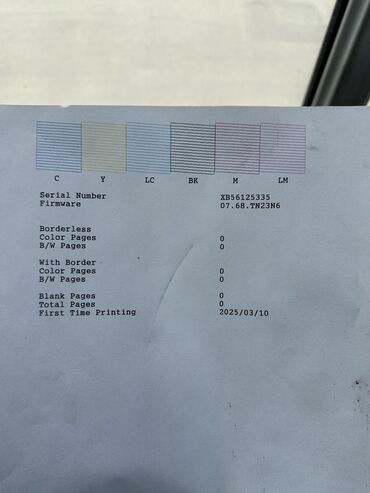 C Y LC BK M LM
Serial Number XB56125335
Firmware 07.68.TN23N6
Borderless
Color Pages 0
B/W Pages 0
With Border
Color Pages 0
B/W Pages 0
Blank Pages 0
Total Pages 0
First Time Printing 2025/03/10